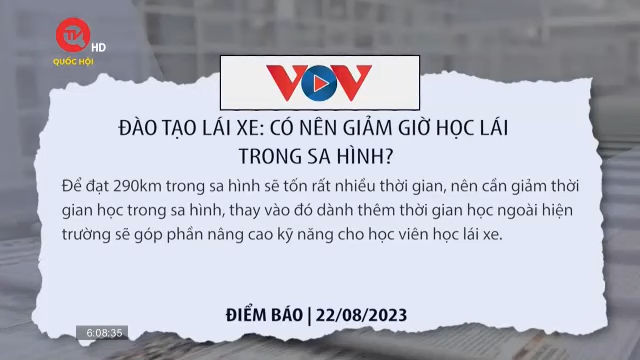 HD
QUỐC HỘI
VOV
ĐÀO TẠO LÁI XE: CÓ NÊN GIẢM GIỜ HỌC LÁI
TRONG SA HÌNH?
Để đạt 290km trong sa hình sẽ tốn rất nhiều thời gian, nên cần giảm thời
gian học trong sa hình, thay vào đó dành thêm thời gian học ngoài hiện
trường sẽ góp phần nâng cao kỹ năng cho học viên học lái xe.
ĐIỂM BÁO | 22/08/2023
6:08:35